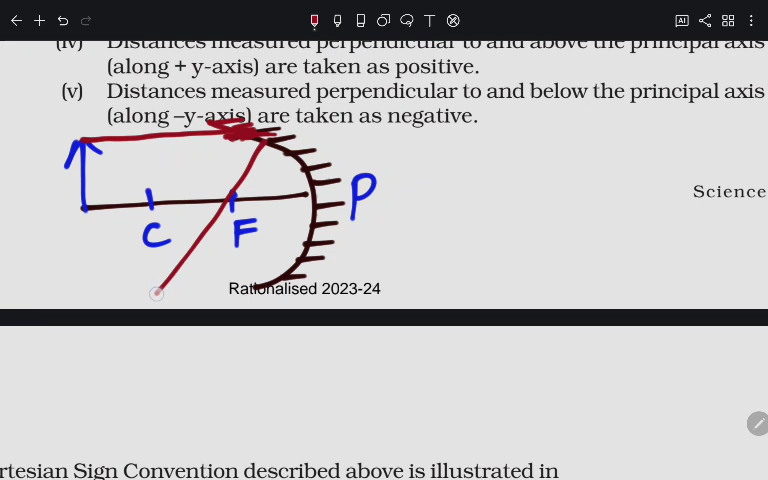 (iv) Distances measured perpendicular to and above the principal axis
(along + y-axis) are taken as positive.
(v) Distances measured perpendicular to and below the principal axis
(along –y-axis) are taken as negative.
P
Science
C
F
Rationalised 2023-24
rtesian Sign Convention described above is illustrated in
T
AI